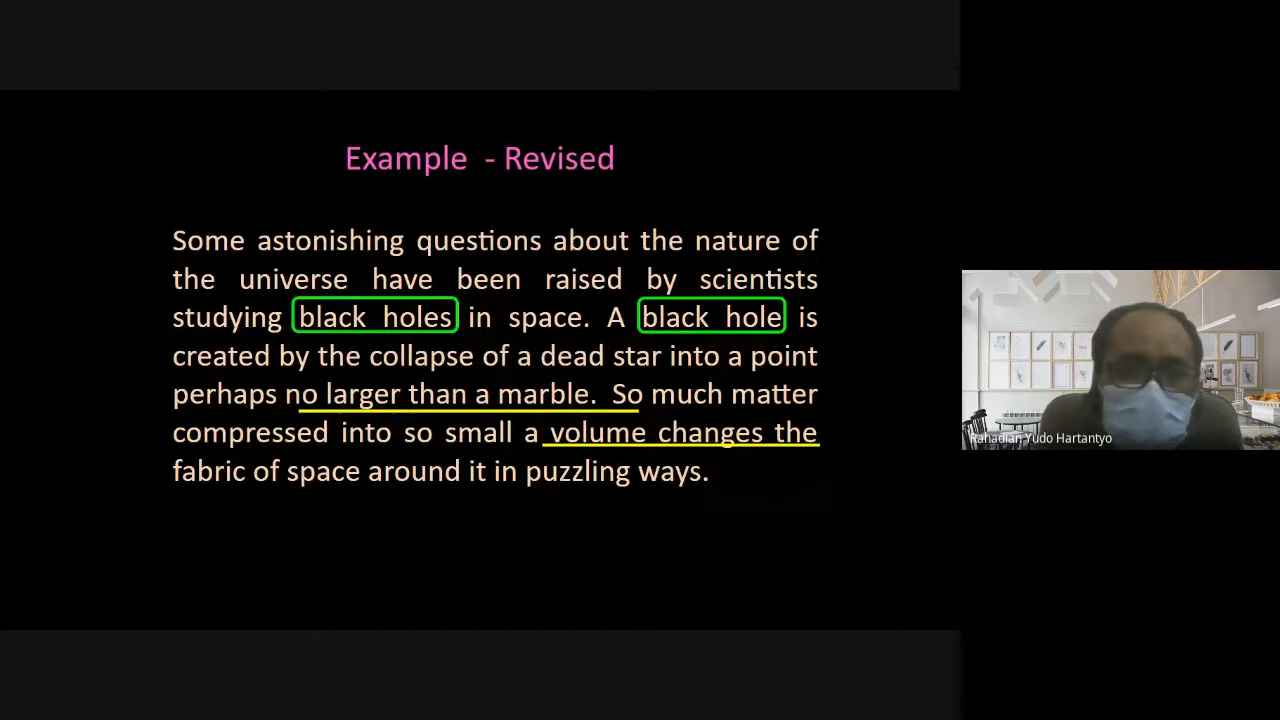 Example - Revised
Some astonishing questions about the nature of
the universe have been raised by scientists
studying black holes in space. A black hole is
created by the collapse of a dead star into a point
perhaps no larger than a marble. So much matter
compressed into so small a volume changes the
fabric of space around it in puzzling ways.
Rahadian Yudo Hartantyo